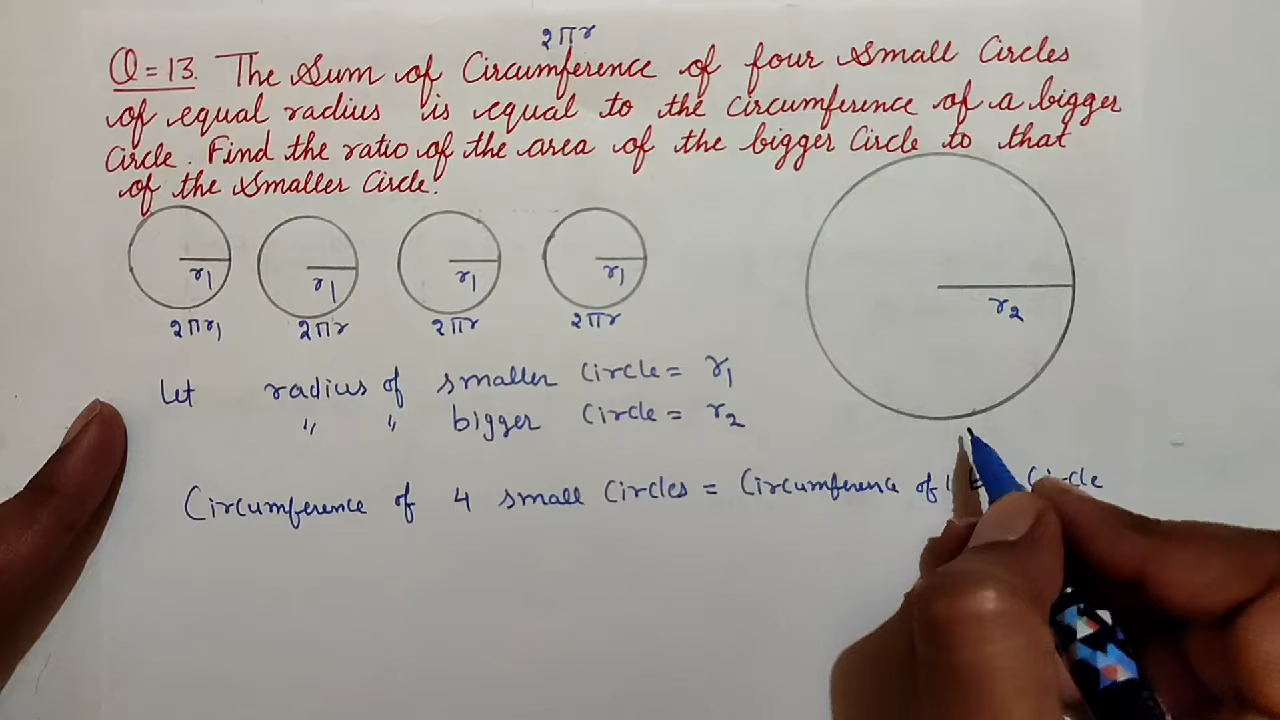 2πr
Q=13. The Sum of Circumference of four small Circles
of equal radius is equal to the circumference of a bigger
Circle. Find the ratio of the area of the bigger Circle to that
of the smaller Circle.
r1 r1 r1 r1 r2
2πr1 2πr 2πr 2πr
Let radius of smaller Circle = r1
" " bigger Circle = r2
Circumference of 4 small Circles = Circumference of Circle